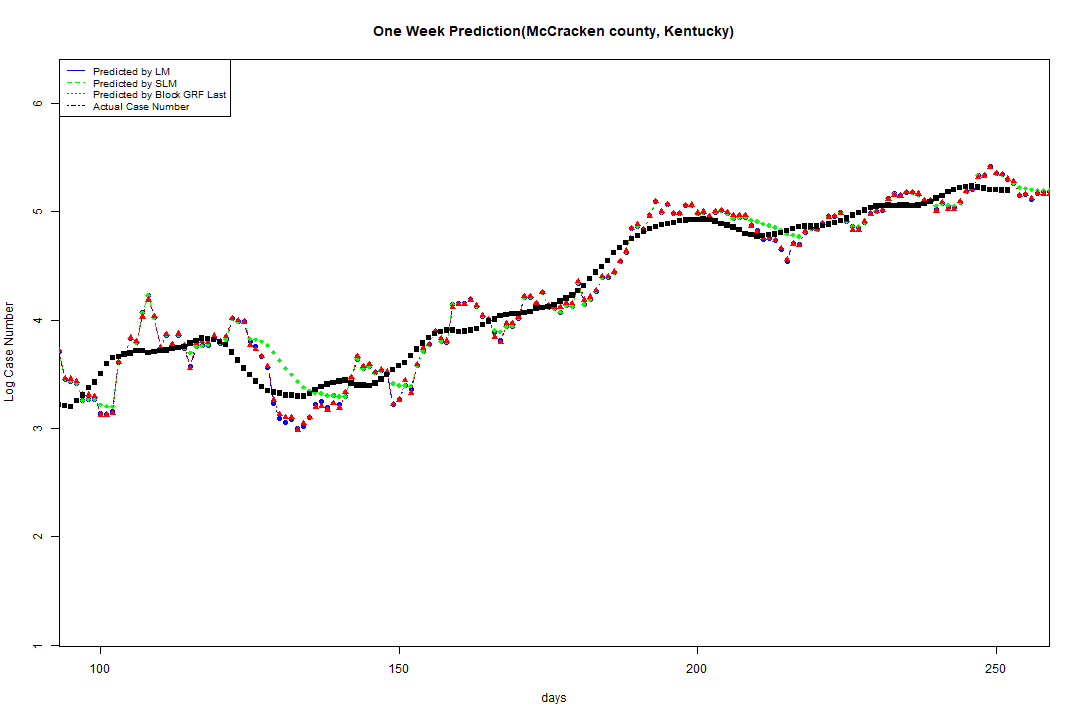 One Week Prediction(McCracken county, Kentucky)
Predicted by LM
Predicted by SLM
Predicted by Block GRF Last
Actual Case Number
6
5
4
3
2
1
Log Case Number
100 150 200 250
days